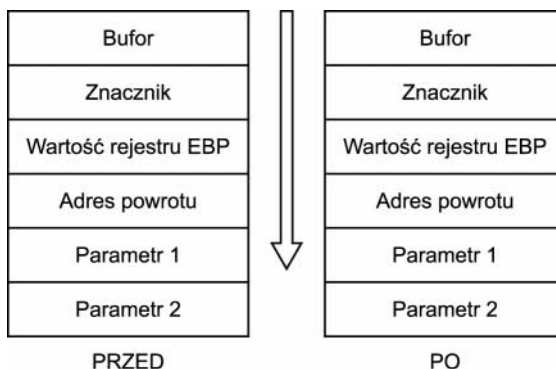 Bufor
Znacznik
Wartość rejestru EBP
Adres powrotu
Parametr 1
Parametr 2
PRZED
Bufor
Znacznik
Wartość rejestru EBP
Adres powrotu
Parametr 1
Parametr 2
PO